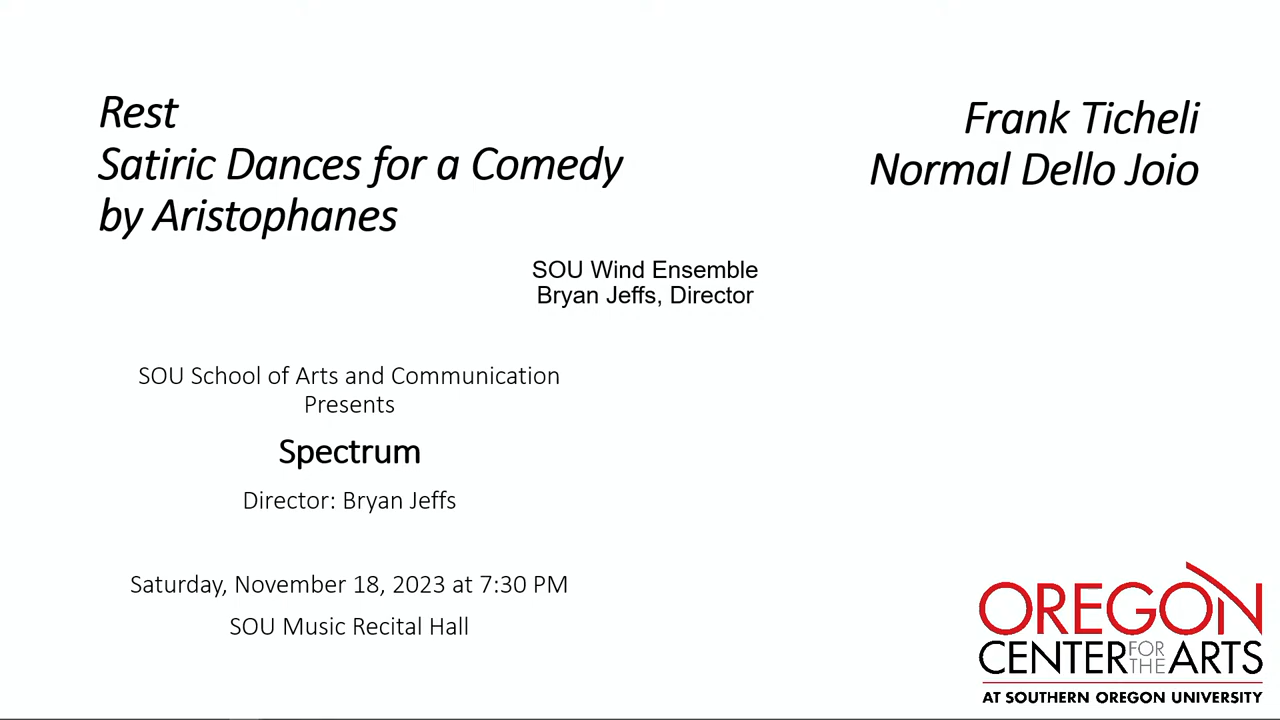 Rest
Satiric Dances for a Comedy
by Aristophanes
Frank Ticheli
Normal Dello Joio
SOU Wind Ensemble
Bryan Jeffs, Director
SOU School of Arts and Communication
Presents
Spectrum
Director: Bryan Jeffs
Saturday, November 18, 2023 at 7:30 PM
SOU Music Recital Hall
OREGON
CENTER FOR THE ARTS
AT SOUTHERN OREGON UNIVERSITY